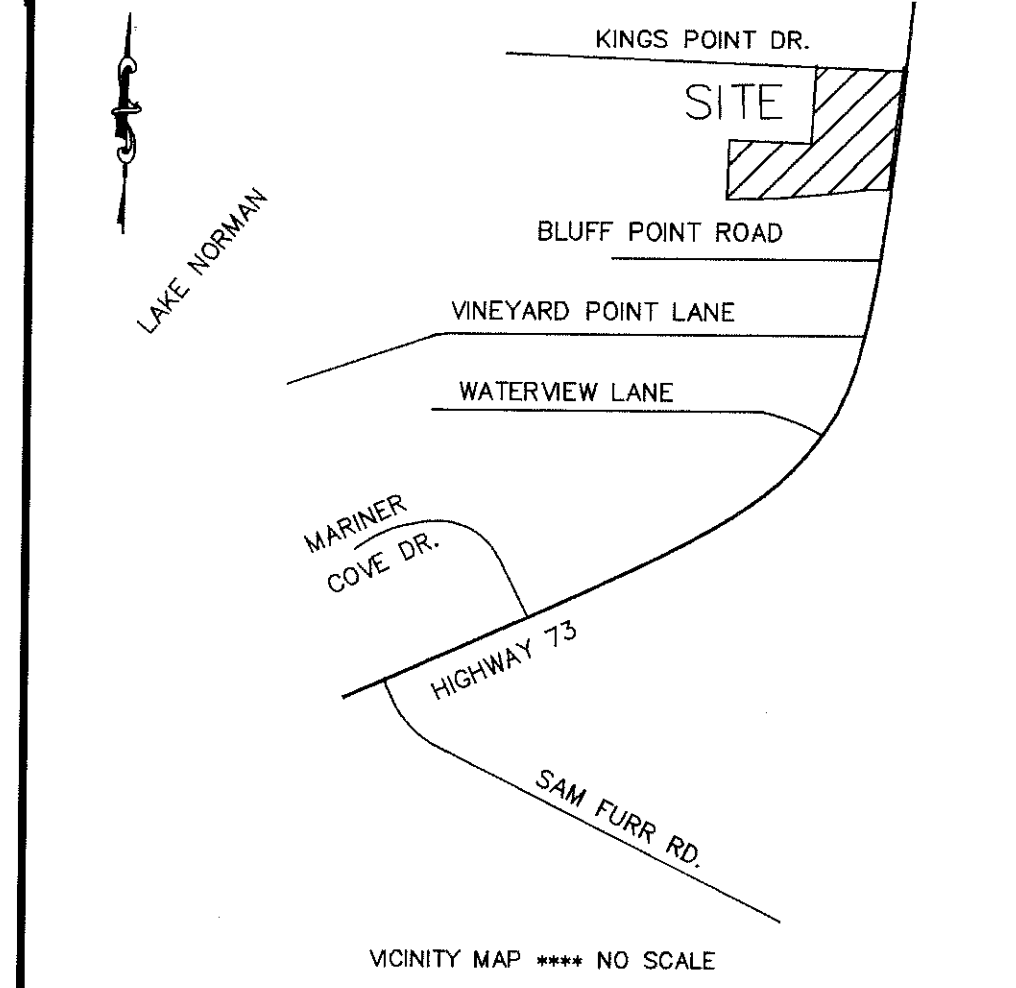 KINGS POINT DR.
SITE
LAKE NORMAN
BLUFF POINT ROAD
VINEYARD POINT LANE
WATERVIEW LANE
MARINER
COVE DR.
HIGHWAY 73
SAM FURR RD.
VICINITY MAP **** NO SCALE